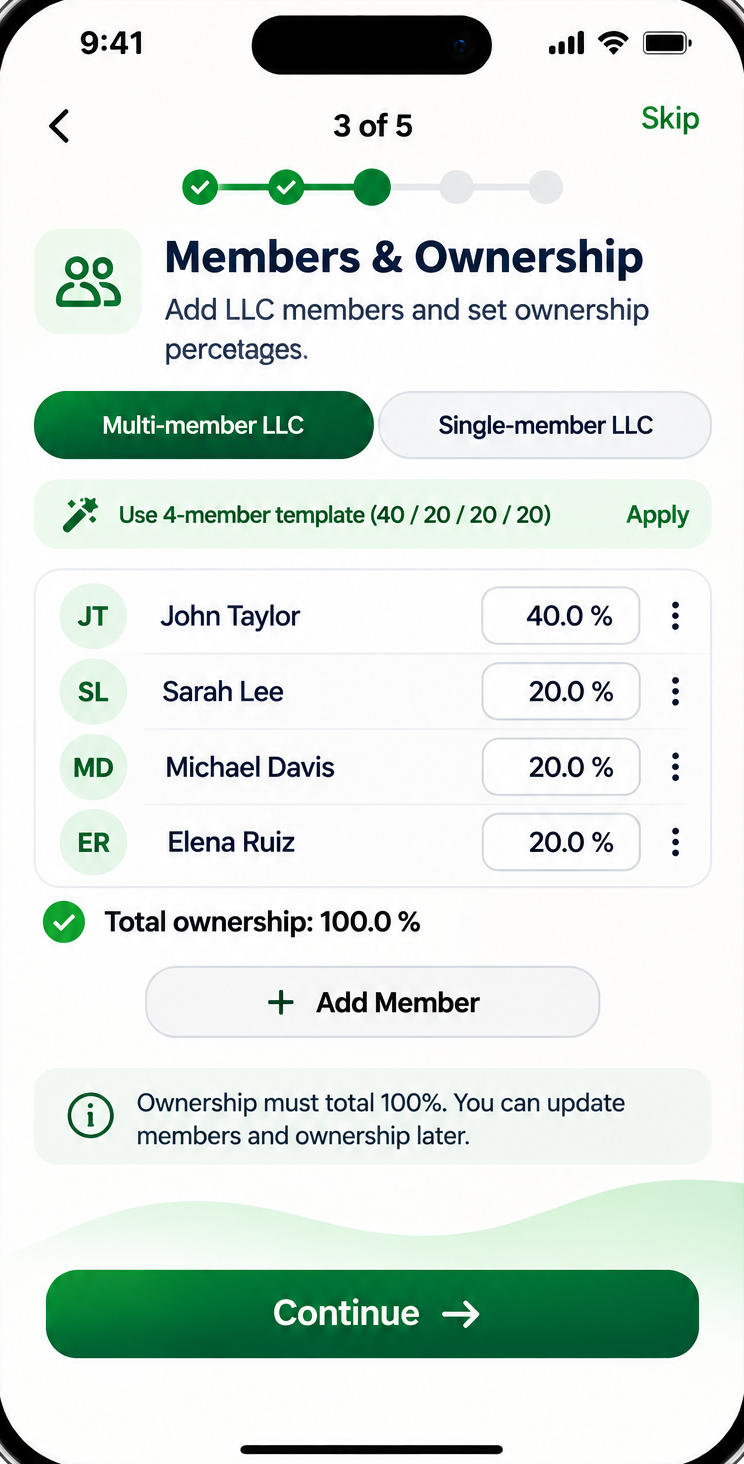 9:41
3 of 5
Skip
Members & Ownership
Add LLC members and set ownership
percetages.
Multi-member LLC
Single-member LLC
Use 4-member template (40 / 20 / 20 / 20)
Apply
JT
John Taylor
40.0 %
SL
Sarah Lee
20.0 %
MD
Michael Davis
20.0 %
ER
Elena Ruiz
20.0 %
Total ownership: 100.0 %
+ Add Member
Ownership must total 100%. You can update
members and ownership later.
Continue →